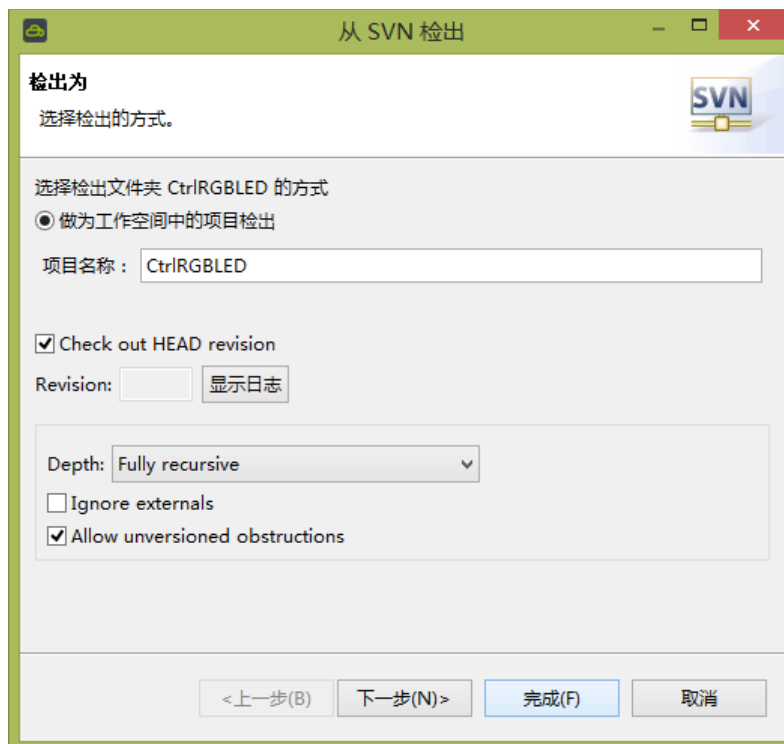 从 SVN 检出
检出为
选择检出的方式。
SVN
选择检出文件夹 CtrlRGBLED 的方式
做为工作空间中的项目检出
项目名称： CtrlRGBLED
Check out HEAD revision
Revision: 显示日志
Depth: Fully recursive
Ignore externals
Allow unversioned obstructions
<上一步(B) 下一步(N)> 完成(F) 取消